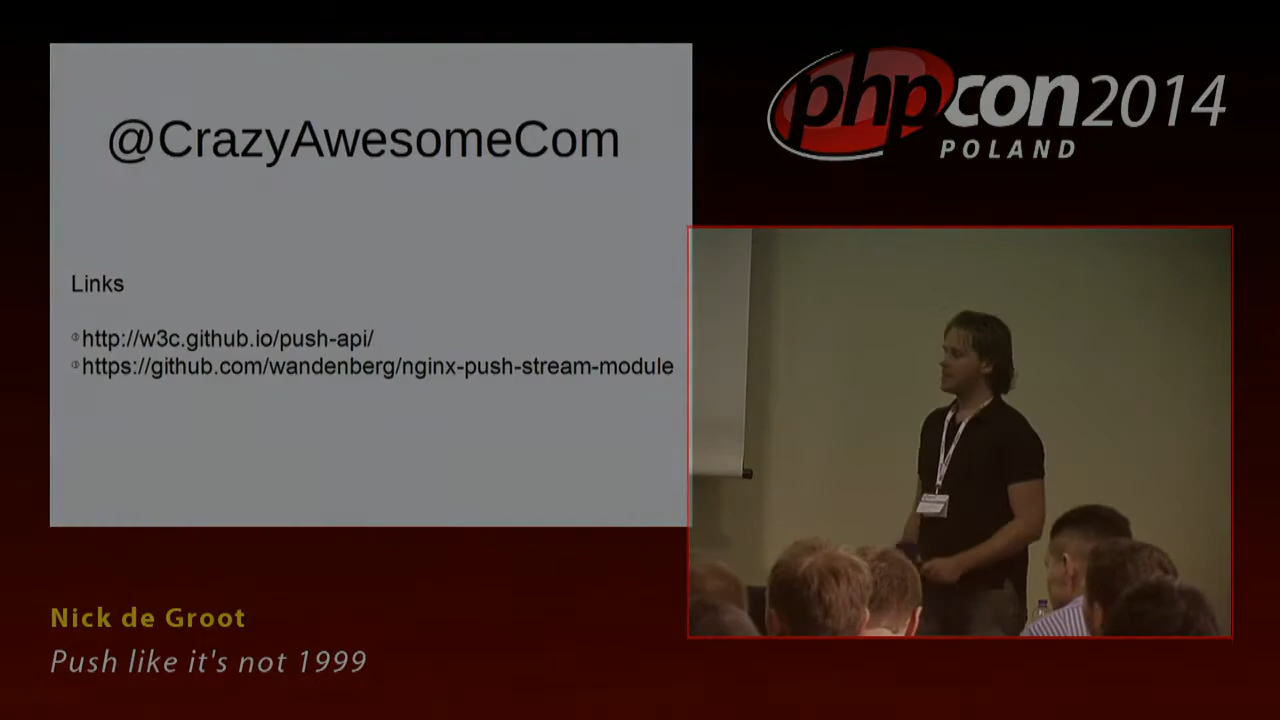 @CrazyAwesomeCom
Links
http://w3c.github.io/push-api/
https://github.com/wandenberg/nginx-push-stream-module
phpcon2014
POLAND
Nick de Groot
Push like it's not 1999